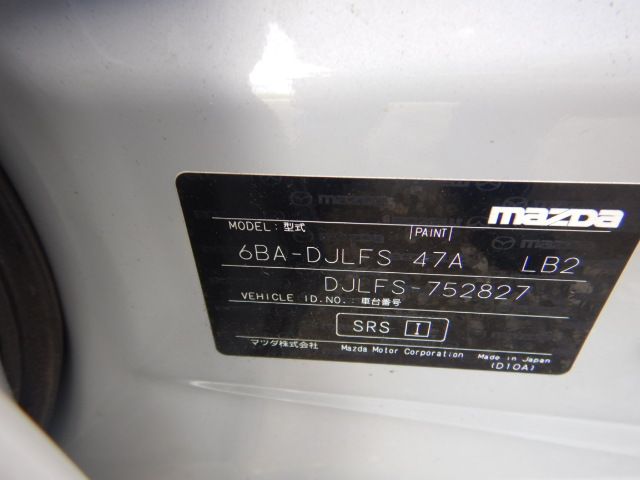 mazda
MODEL: 型式 PAINT
6BA-DJLFS 47A LB2
DJLFS-752827
VEHICLE ID.NO.: 車台番号
SRS I
マツダ株式会社 Mazda Motor Corporation Made in Japan
(D10A)